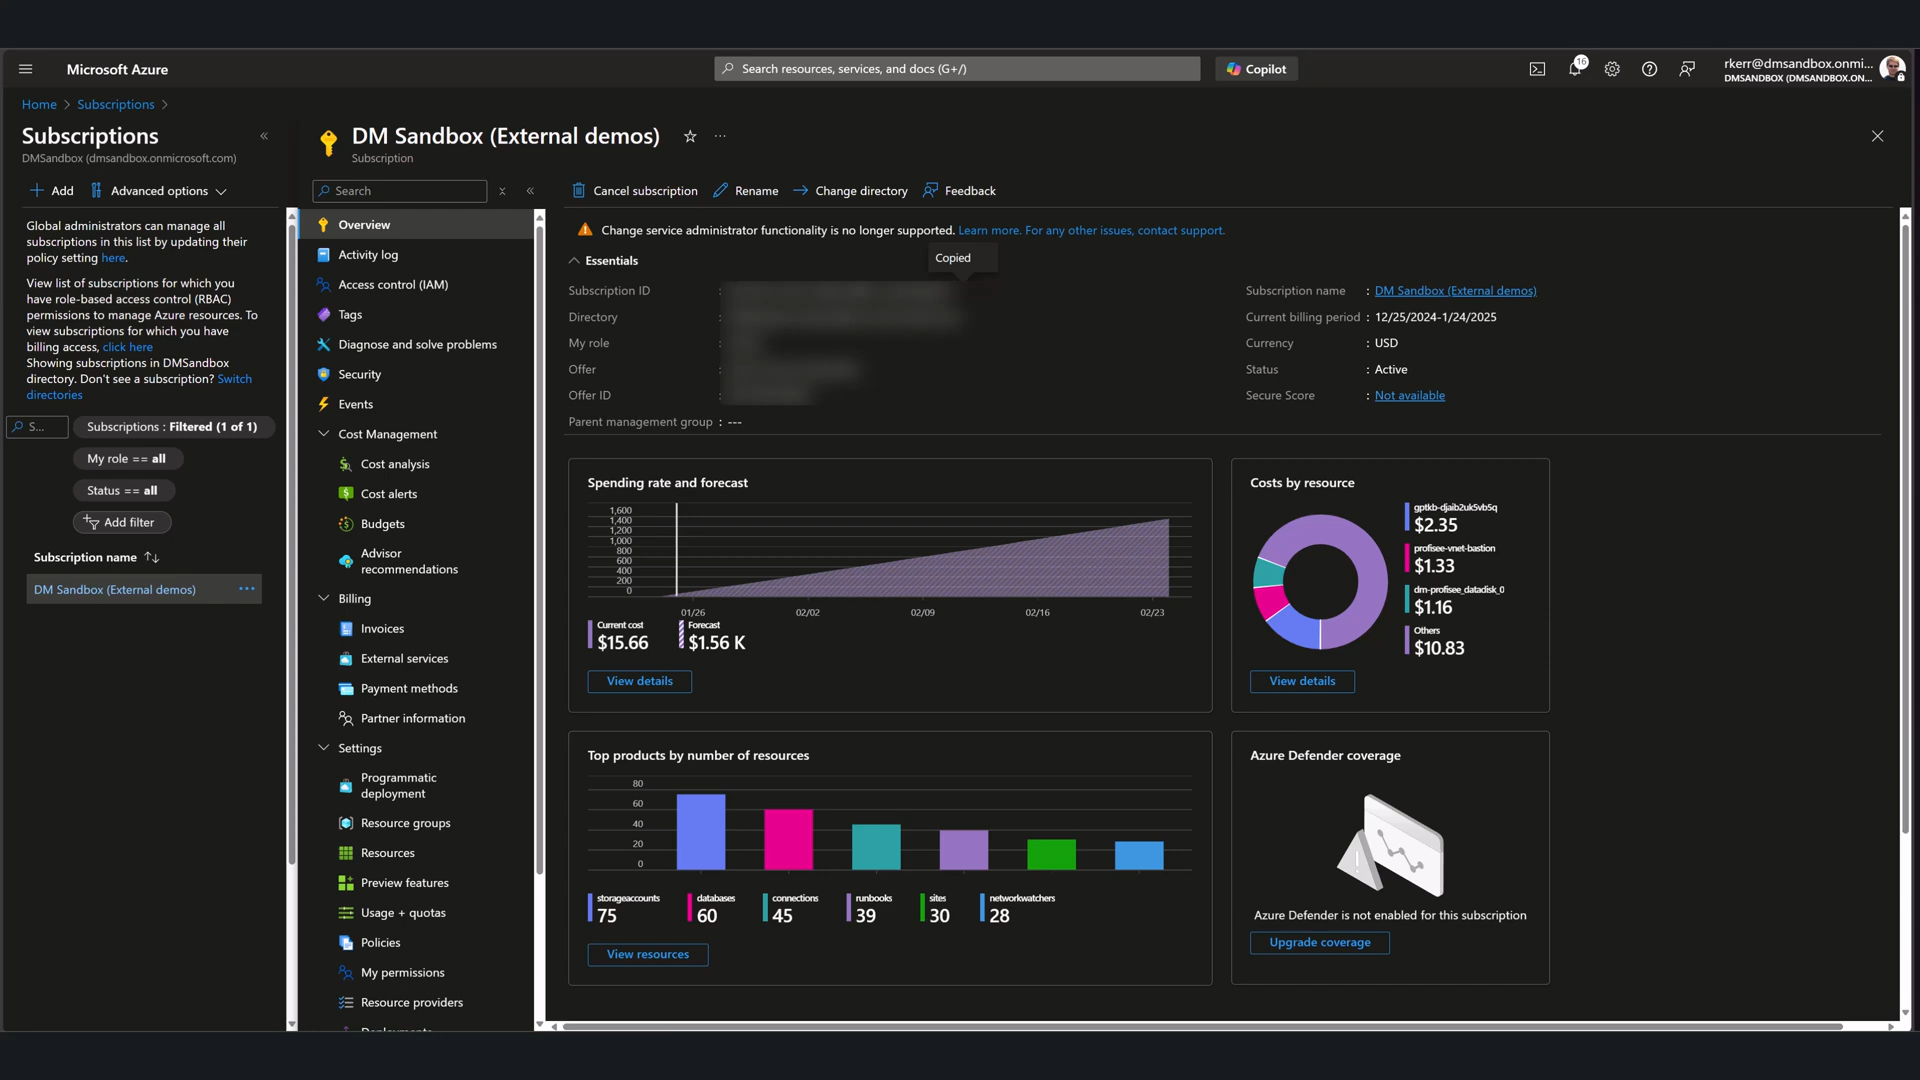 Microsoft Azure
Search resources, services, and docs (G+/)
Copilot
16
rkerr@dmsandbox.onmi...
DMSANDBOX (DMSANDBOX.ON...
Home > Subscriptions >
Subscriptions
DMSandbox (dmsandbox.onmicrosoft.com)
Add
Advanced options
Global administrators can manage all
subscriptions in this list by updating their
policy setting here.
View list of subscriptions for which you
have role-based access control (RBAC)
permissions to manage Azure resources. To
view subscriptions for which you have
billing access, click here
Showing subscriptions in DMSandbox
directory. Don't see a subscription? Switch
directories
S...
Subscriptions : Filtered (1 of 1)
My role == all
Status == all
Add filter
Subscription name
DM Sandbox (External demos)
DM Sandbox (External demos)
Subscription
Search
Overview
Activity log
Access control (IAM)
Tags
Diagnose and solve problems
Security
Events
Cost Management
Cost analysis
Cost alerts
Budgets
Advisor
recommendations
Billing
Invoices
External services
Payment methods
Partner information
Settings
Programmatic
deployment
Resource groups
Resources
Preview features
Usage + quotas
Policies
My permissions
Resource providers
Deployments
Cancel subscription
Rename
Change directory
Feedback
Change service administrator functionality is no longer supported. Learn more. For any other issues, contact support.
Essentials
Copied
Subscription ID :
Directory :
My role :
Offer :
Offer ID :
Parent management group : ---
Subscription name : DM Sandbox (External demos)
Current billing period : 12/25/2024-1/24/2025
Currency : USD
Status : Active
Secure Score : Not available
Spending rate and forecast
1,600
1,400
1,200
1,000
800
600
400
200
0
01/26 02/02 02/09 02/16 02/23
Current cost
$15.66
Forecast
$1.56 K
View details
Costs by resource
gptkb-djaib2uk5vb5q
$2.35
profisee-vnet-bastion
$1.33
dm-profisee_datadisk_0
$1.16
Others
$10.83
View details
Top products by number of resources
80
60
40
20
0
storageaccounts
75
databases
60
connections
45
runbooks
39
sites
30
networkwatchers
28
View resources
Azure Defender coverage
Azure Defender is not enabled for this subscription
Upgrade coverage